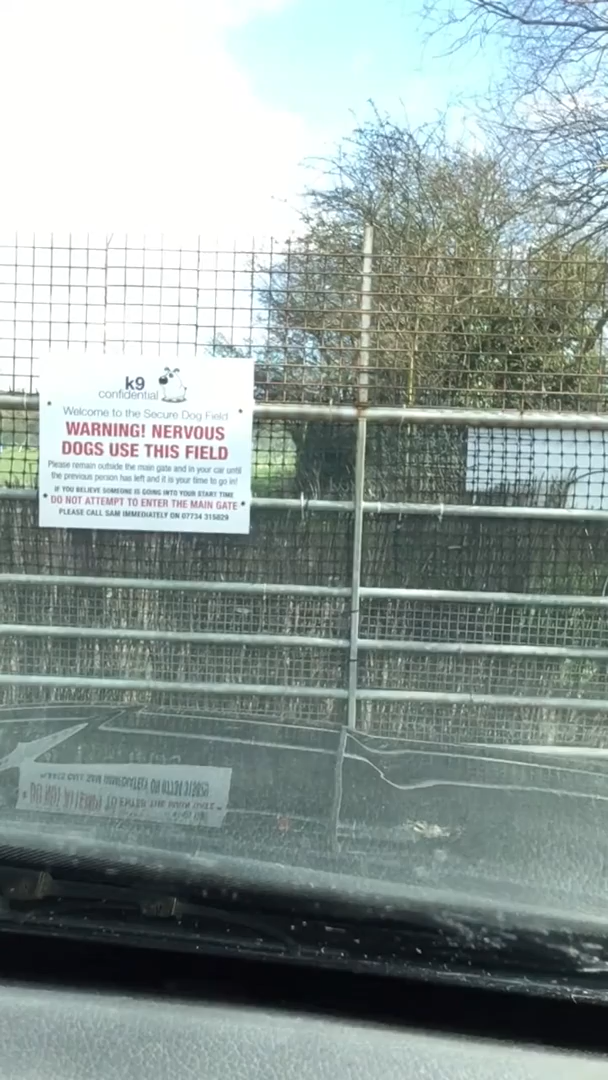 k9
confidential
Welcome to the Secure Dog Field
WARNING! NERVOUS
DOGS USE THIS FIELD
Please remain outside the main gate and in your car until
the previous person has left and it is your time to go in!
IF YOU BELIEVE SOMEONE IS GOING INTO YOUR START TIME
DO NOT ATTEMPT TO ENTER THE MAIN GATE
PLEASE CALL SAM IMMEDIATELY ON 07734 315829